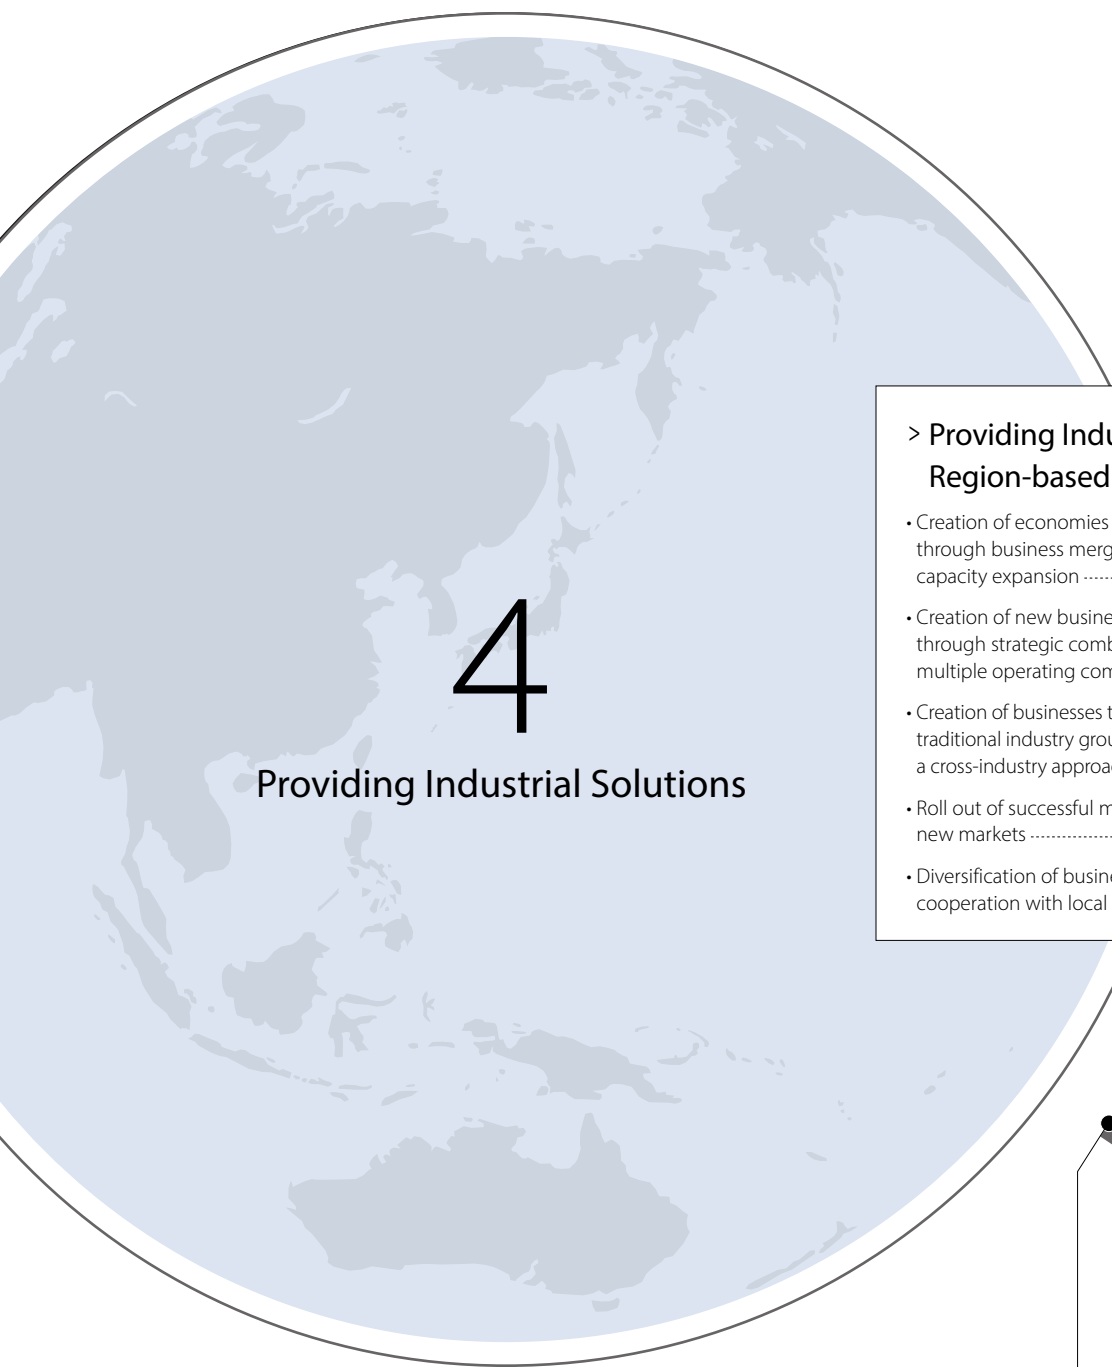 4
Providing Industrial Solutions
> Providing Indu
Region-based
• Creation of economies
through business merg
capacity expansion
• Creation of new busine
through strategic comb
multiple operating com
• Creation of businesses t
traditional industry grou
a cross-industry approa
• Roll out of successful m
new markets
• Diversification of busine
cooperation with local